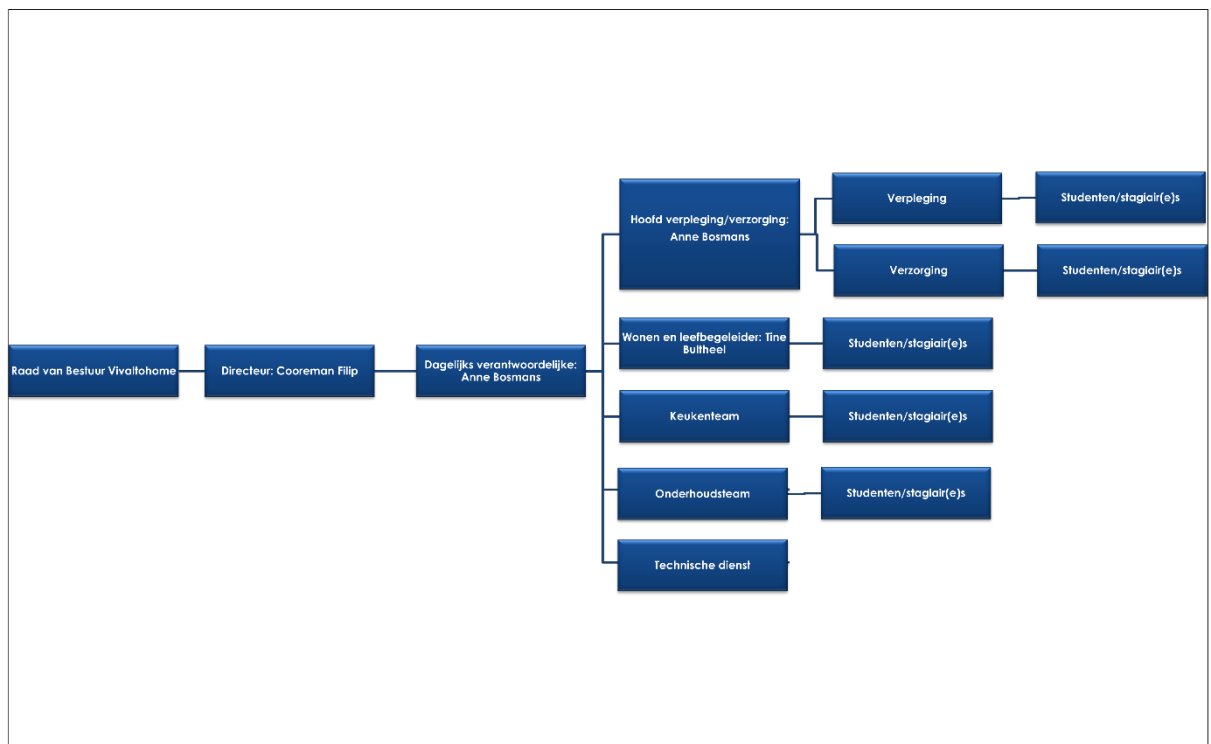 Raad van Bestuur Vivaltohome
Directeur: Cooreman Filip
Dagelijks verantwoordelijke:
Anne Bosmans
Hoofd verpleging/verzorging:
Anne Bosmans
Verpleging
Studenten/stagiair(e)s
Verzorging
Studenten/stagiair(e)s
Wonen en leefbegeleider: Tine
Bultheel
Studenten/stagiair(e)s
Keukenteam
Studenten/stagiair(e)s
Onderhoudsteam
Studenten/stagiair(e)s
Technische dienst